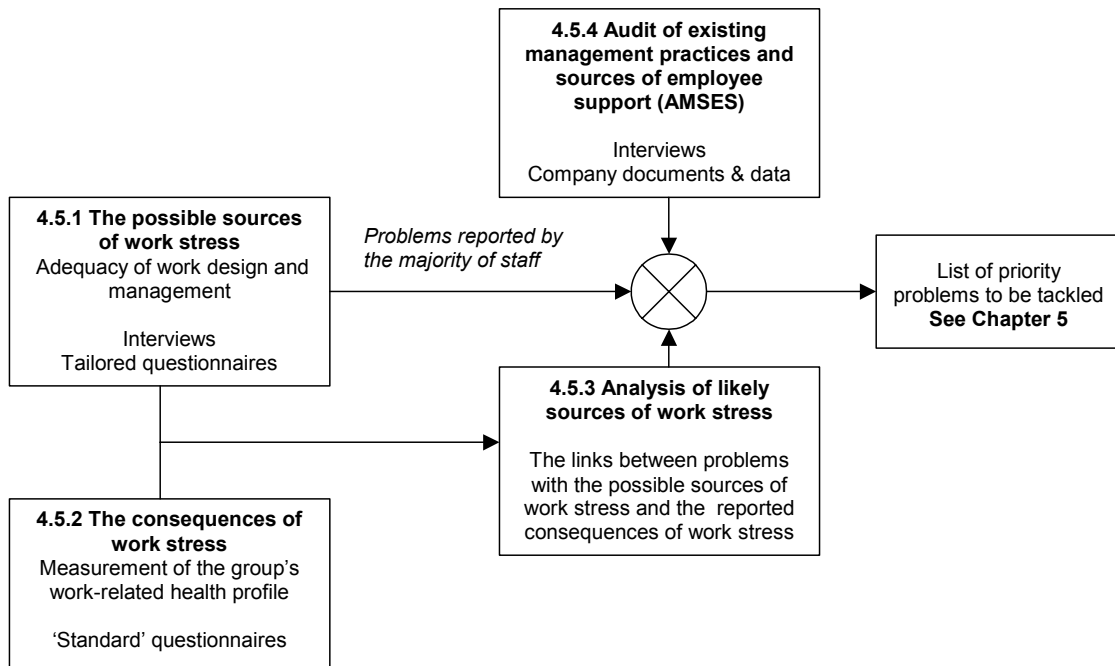 4.5.4 Audit of existing
management practices and
sources of employee
support (AMSES)
Interviews
Company documents & data
4.5.1 The possible sources
of work stress
Adequacy of work design and
management
Interviews
Tailored questionnaires
Problems reported by
the majority of staff
List of priority
problems to be tackled
See Chapter 5
4.5.3 Analysis of likely
sources of work stress
The links between problems
with the possible sources of
work stress and the reported
consequences of work stress
4.5.2 The consequences of
work stress
Measurement of the group’s
work-related health profile
‘Standard’ questionnaires